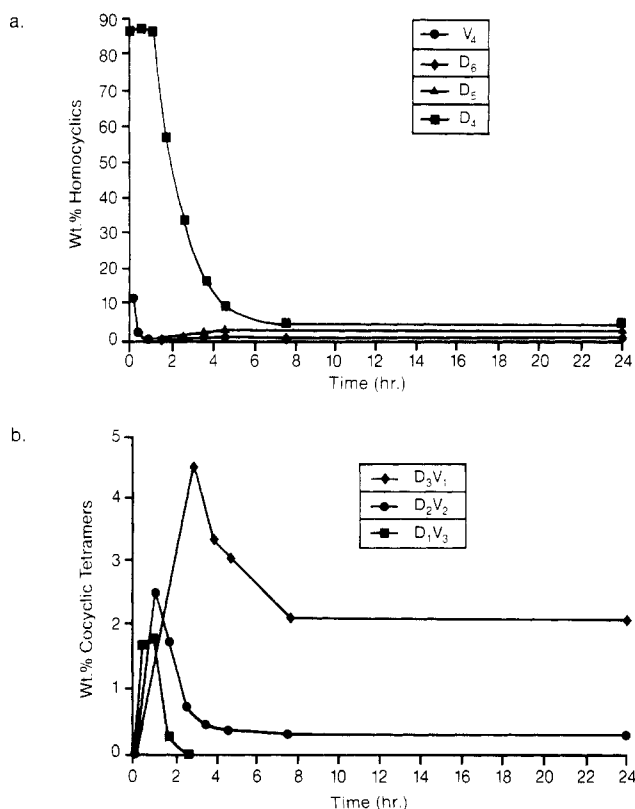 a.
Wt.% Homocyclics
90
80
70
60
50
40
30
20
10
0
V4
D6
D5
D4
0 2 4 6 8 10 12 14 16 18 20 22 24
Time (hr.)
b.
Wt.% Cocyclic Tetramers
5
4
3
2
1
0
D3V1
D2V2
D1V3
0 2 4 6 8 10 12 14 16 18 20 22 24
Time (hr.)